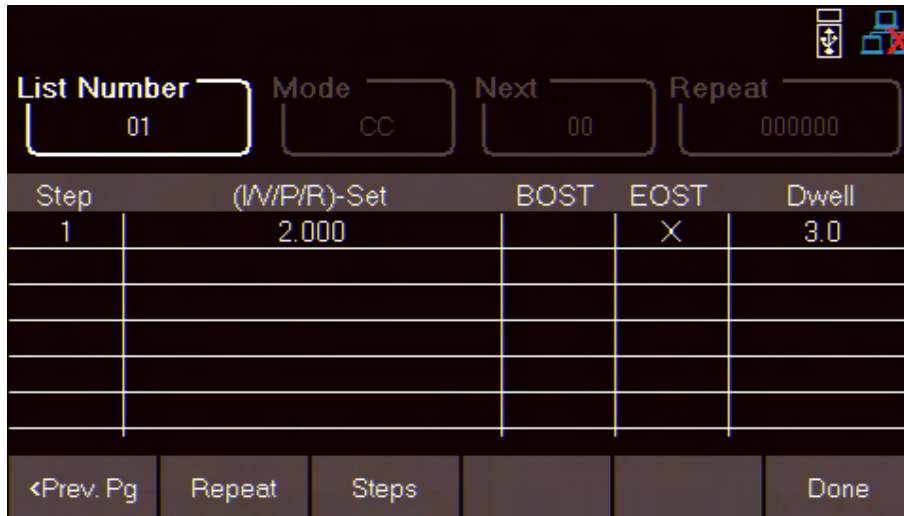 List Number Mode Next Repeat
01 CC 00 000000
Step (I/V/P/R)-Set BOST EOST Dwell
1 2.000 X 3.0
<Prev. Pg Repeat Steps Done